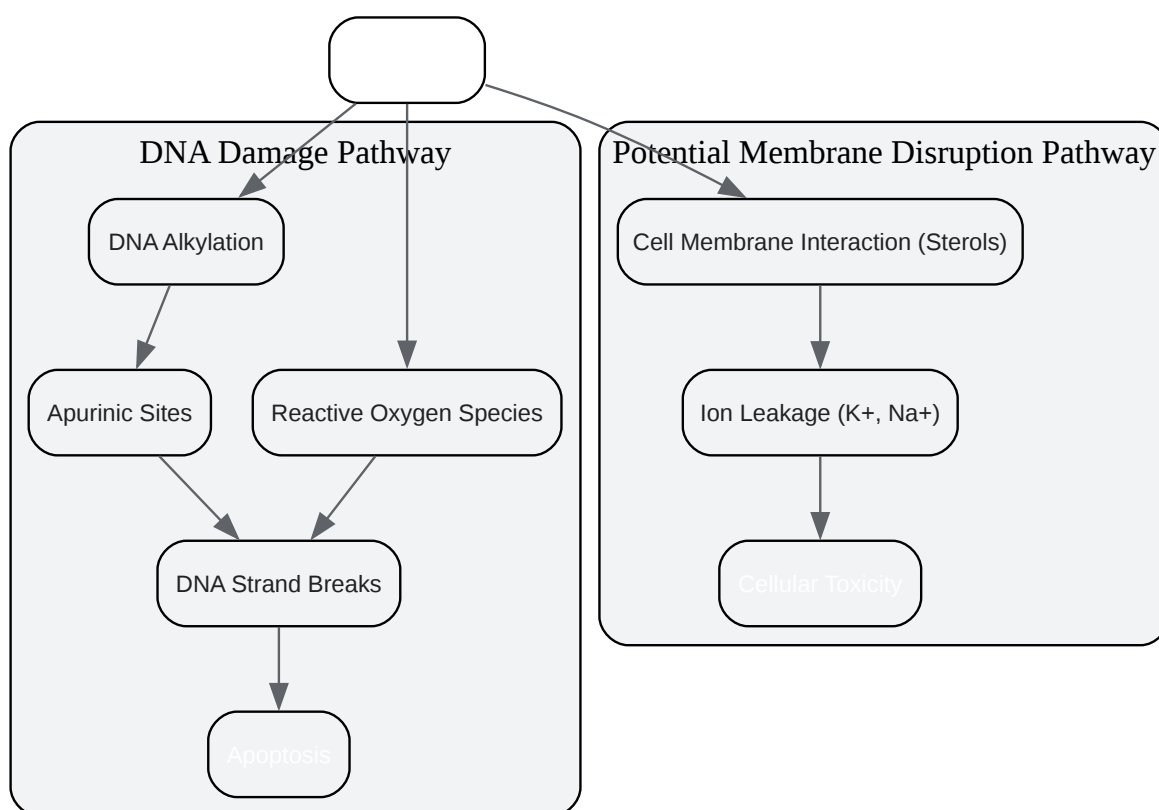 DNA Damage Pathway
Potential Membrane Disruption Pathway
DNA Alkylation
Cell Membrane Interaction (Sterols)
Apurinic Sites
Reactive Oxygen Species
Ion Leakage (K+, Na+)
DNA Strand Breaks
Cellular Toxicity
Apoptosis